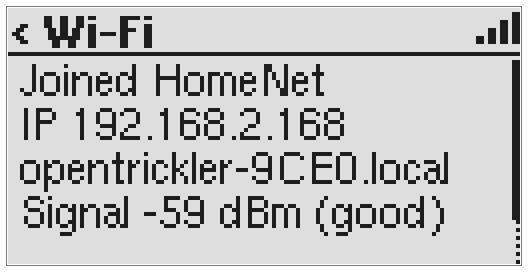 < Wi-Fi
Joined HomeNet
IP 192.168.2.168
opentrickler-9CE0.local
Signal -59 dBm (good)